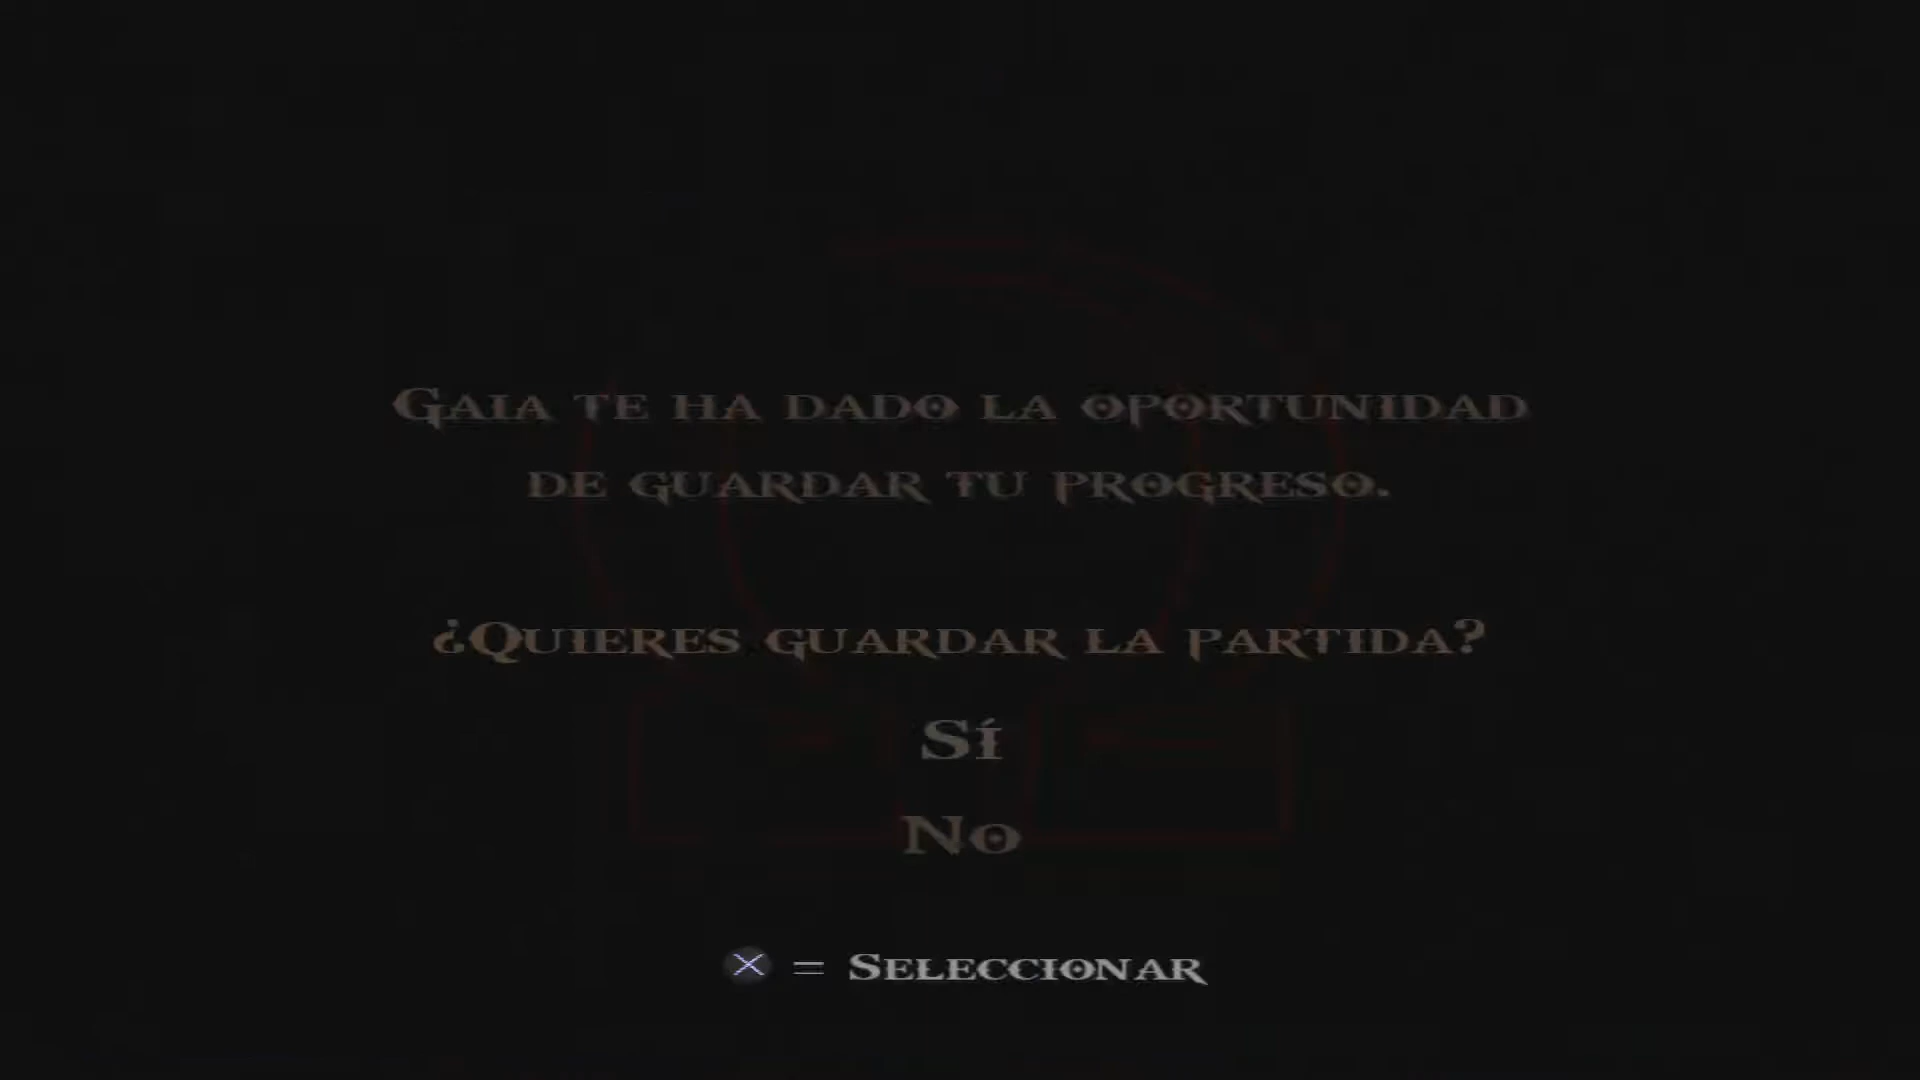 Gaia te ha dado la oportunidad
de guardar tu progreso.
¿Quieres guardar la partida?
Sí
No
= Seleccionar